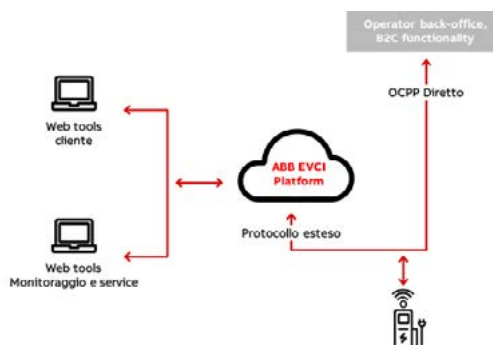 Operator back-office,
B2C functionality
OCPP Diretto
Web tools
cliente
ABB EVCI
Platform
Protocollo esteso
Web tools
Monitoraggio e service